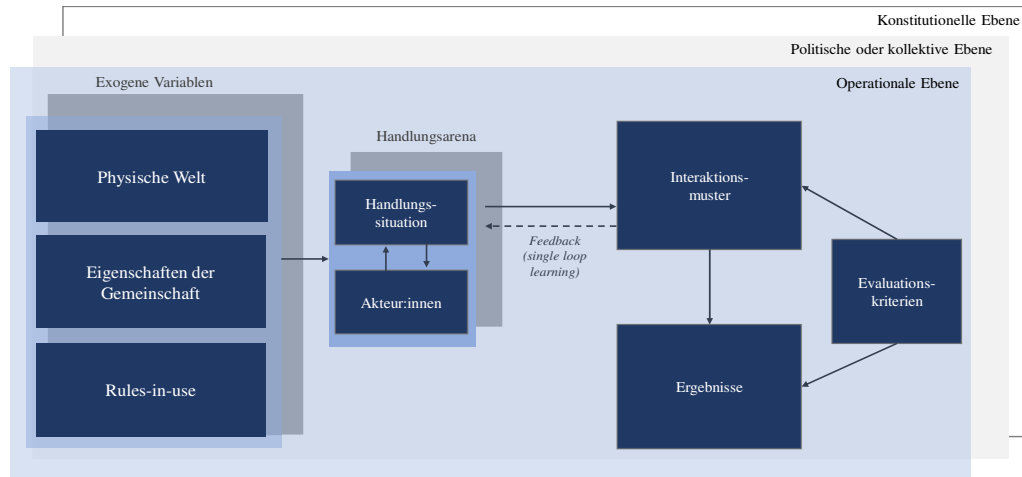 Konstitutionelle Ebene
Politische oder kollektive Ebene
Operationale Ebene
Exogene Variablen
Physische Welt
Eigenschaften der
Gemeinschaft
Rules-in-use
Handlungsarena
Handlungs-
situation
Akteur:innen
Feedback
(single loop
learning)
Interaktions-
muster
Ergebnisse
Evaluations-
kriterien